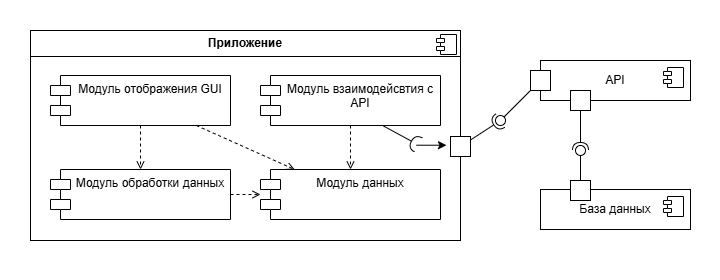 Приложение
Модуль отображения GUI
Модуль взаимодейсвтия с
API
Модуль обработки данных
Модуль данных
API
База данных